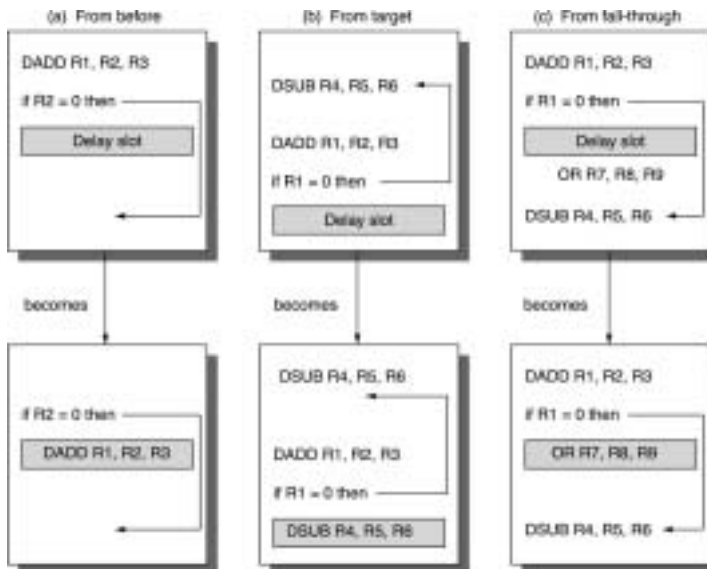 (a) From before
DADD R1, R2, R3
if R2 = 0 then
Delay slot
becomes
if R2 = 0 then
DADD R1, R2, R3
(b) From target
DSUB R4, R5, R6
DADD R1, R2, R3
if R1 = 0 then
Delay slot
becomes
DSUB R4, R5, R6
DADD R1, R2, R3
if R1 = 0 then
DSUB R4, R5, R6
(c) From fall-through
DADD R1, R2, R3
if R1 = 0 then
Delay slot
OR R7, R8, R9
DSUB R4, R5, R6
becomes
DADD R1, R2, R3
if R1 = 0 then
OR R7, R8, R9
DSUB R4, R5, R6